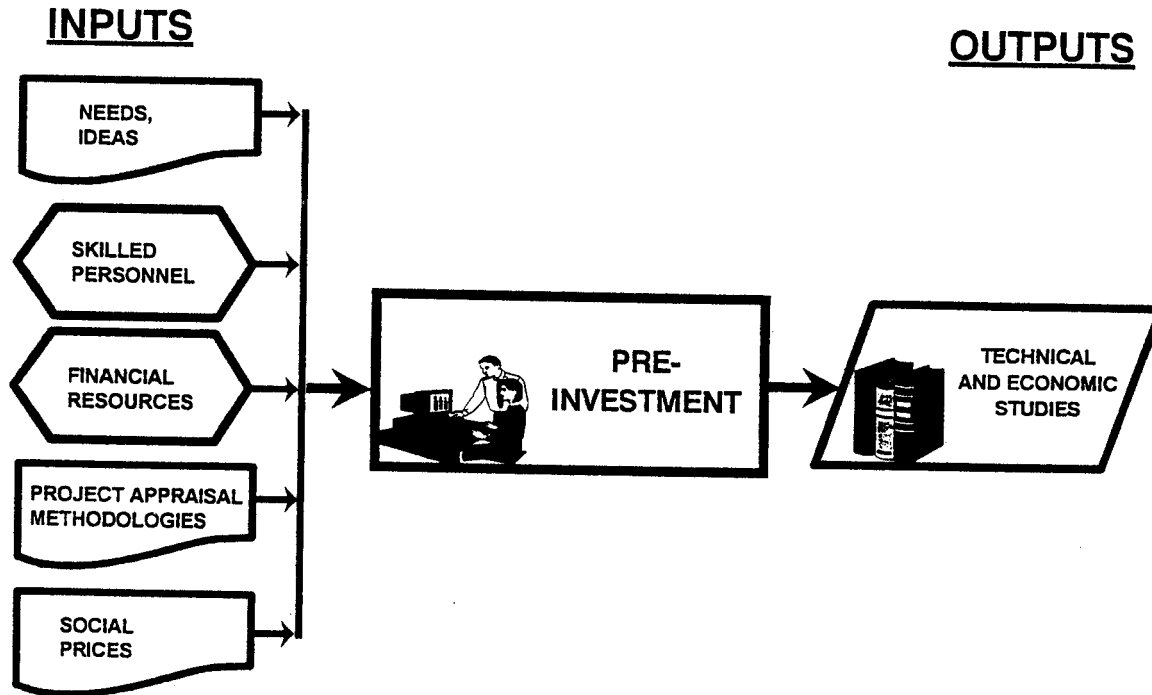 INPUTS
OUTPUTS
NEEDS,
IDEAS
SKILLED
PERSONNEL
FINANCIAL
RESOURCES
PROJECT APPRAISAL
METHODOLOGIES
SOCIAL
PRICES
PRE-
INVESTMENT
TECHNICAL
AND ECONOMIC
STUDIES